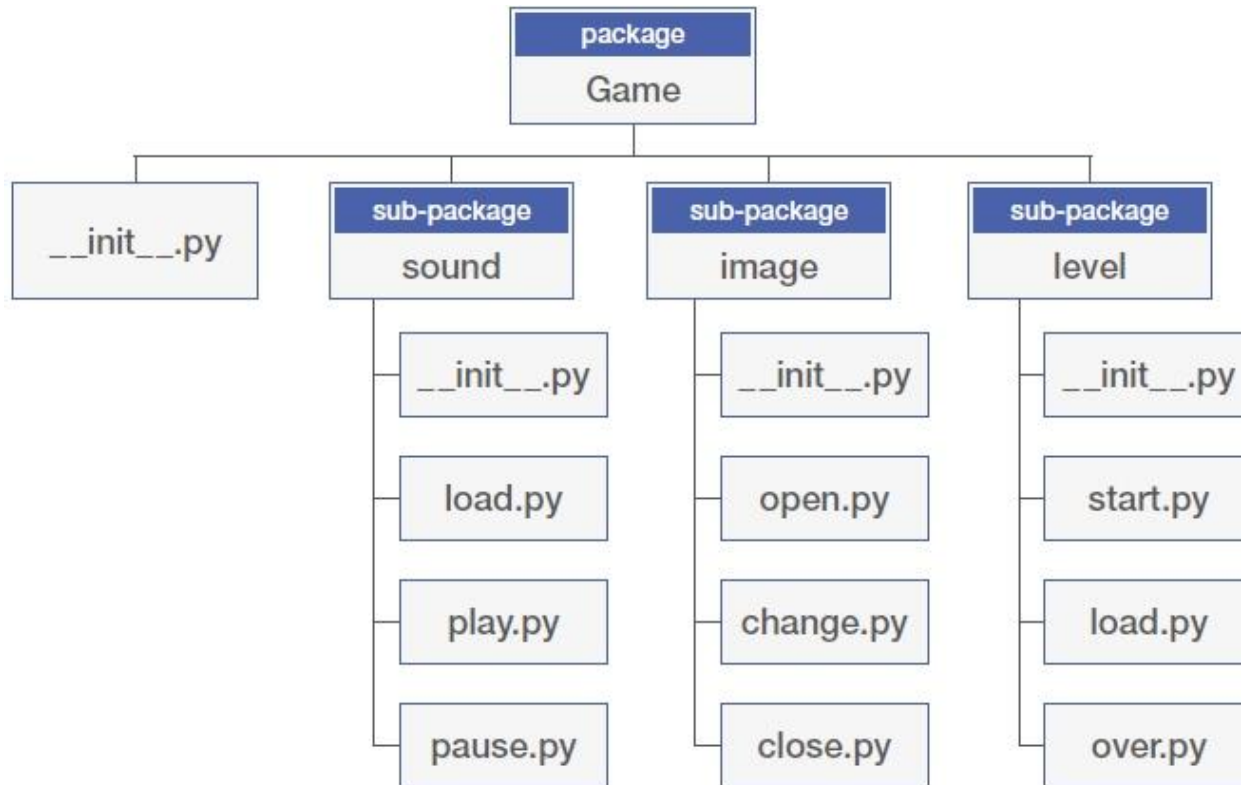 package
Game
__init__.py
sub-package
sound
sub-package
image
sub-package
level
__init__.py
load.py
play.py
pause.py
__init__.py
open.py
change.py
close.py
__init__.py
start.py
load.py
over.py